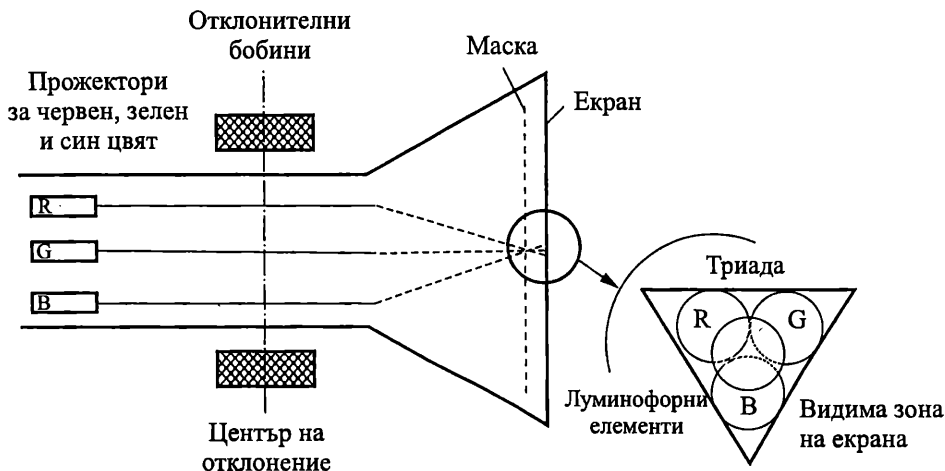 Отклонителни
бобини
Прожектори
за червен, зелен
и син цвят
Маска
Екран
R
G
B
Център на
отклонение
Триада
R
G
B
Луминофорни
елементи
Видима зона
на екрана